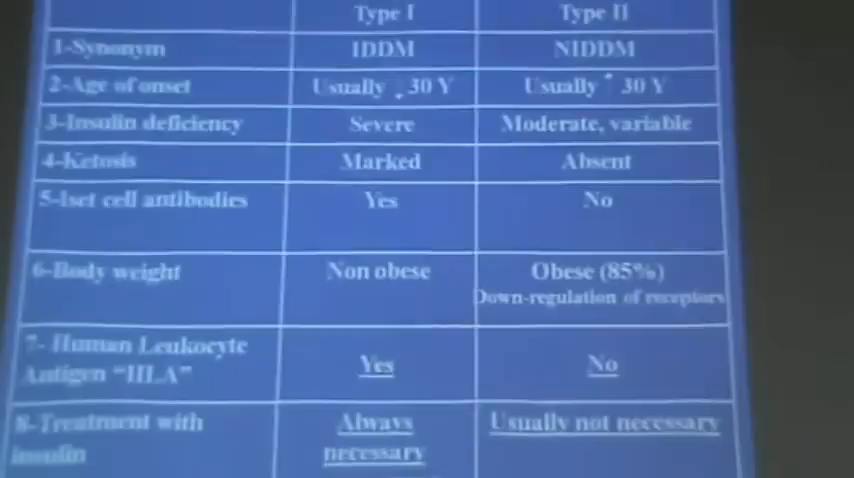 Type I Type II
1-Synonym IDDM NIDDM
2-Age of onset Usually ↓ 30 Y Usually ↑ 30 Y
3-Insulin deficiency Severe Moderate, variable
4-Ketosis Marked Absent
5-Iset cell antibodies Yes No
6-Body weight Non obese Obese (85%)
Down-regulation of receptors
7- Human Leukocyte
Antigen "HLA" Yes No
8-Treatment with Always Usually not necessary
insulin necessary